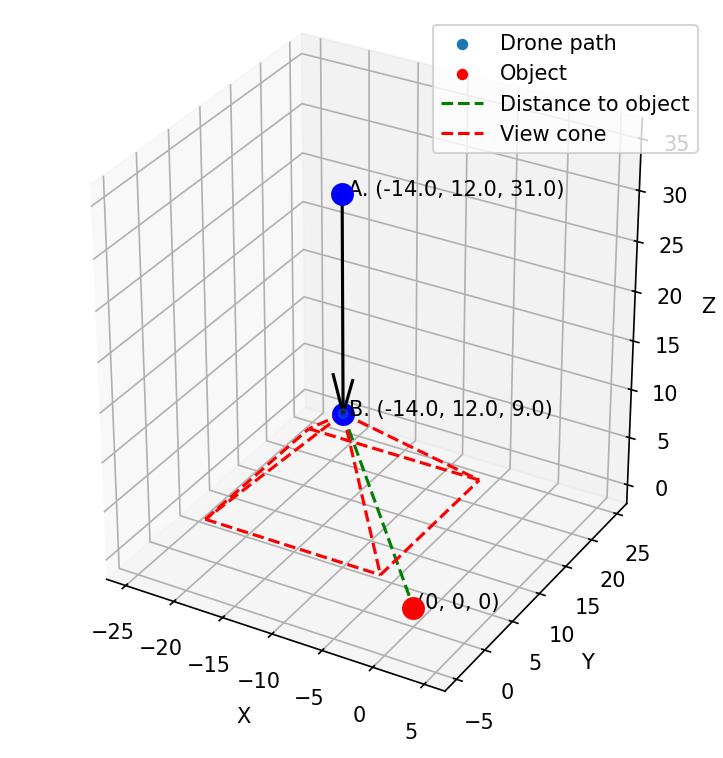 Drone path
Object
Distance to object
View cone
A. (-14.0, 12.0, 31.0)
B. (-14.0, 12.0, 9.0)
(0, 0, 0)
35
30
25
20
15
10
5
0
Z
−25
−20
−15
−10
−5
0
5
X
−5
0
5
10
15
20
25
Y